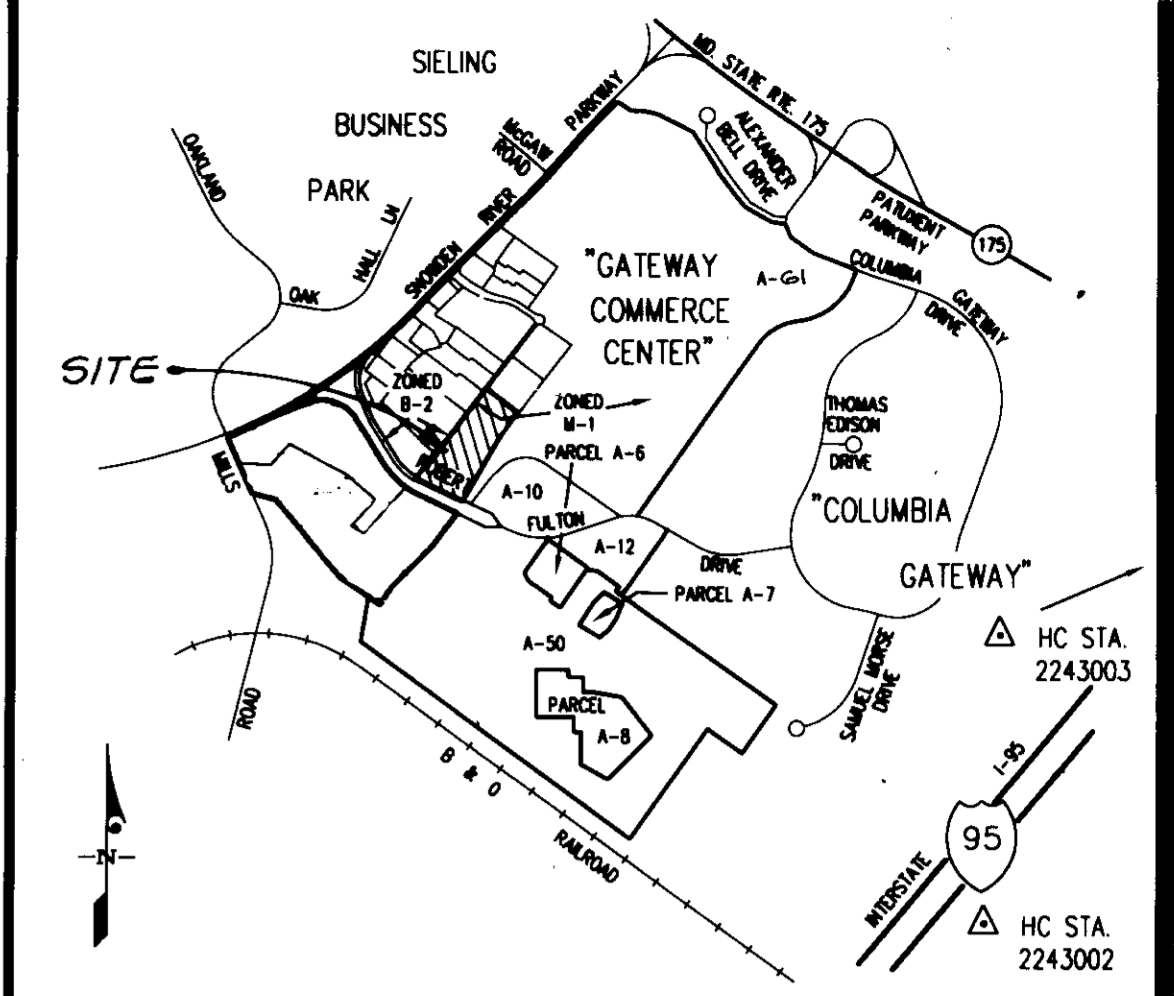 SIELING
BUSINESS
PARK
MD. STATE RTE. 175
PARKWAY
McGAW
ROAD
RIVER
SNOWDEN
OAKLAND
HALL LN
OAK
ALEXANDER
BELL DRIVE
PATUXENT
PARKWAY
175
COLUMBIA
GATEWAY
DRIVE
"GATEWAY
COMMERCE
CENTER"
A-61
SITE
ZONED
B-2
ZONED
M-1
PARCEL A-6
ROBERT
A-10
FULTON
A-12
DRIVE
PARCEL A-7
MILLS
ROAD
THOMAS
EDISON
DRIVE
"COLUMBIA
GATEWAY"
SAMUEL MORSE
DRIVE
HC STA.
2243003
A-50
PARCEL
A-8
B & O
RAILROAD
I-95
95
INTERSTATE
HC STA.
2243002
N